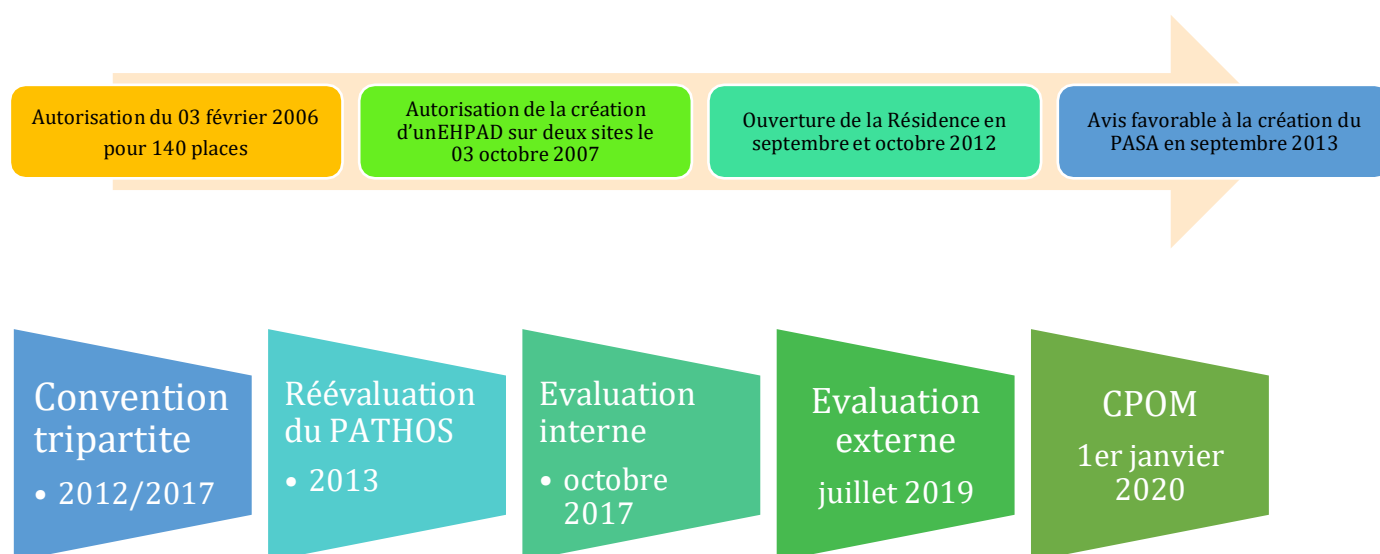 Autorisation du 03 février 2006
pour 140 places
Autorisation de la création
d'unEHPAD sur deux sites le
03 octobre 2007
Ouverture de la Résidence en
septembre et octobre 2012
Avis favorable à la création du
PASA en septembre 2013
Convention
tripartite
• 2012/2017
Réévaluation
du PATHOS
• 2013
Evaluation
interne
• octobre
2017
Evaluation
externe
juillet 2019
CPOM
1er janvier
2020